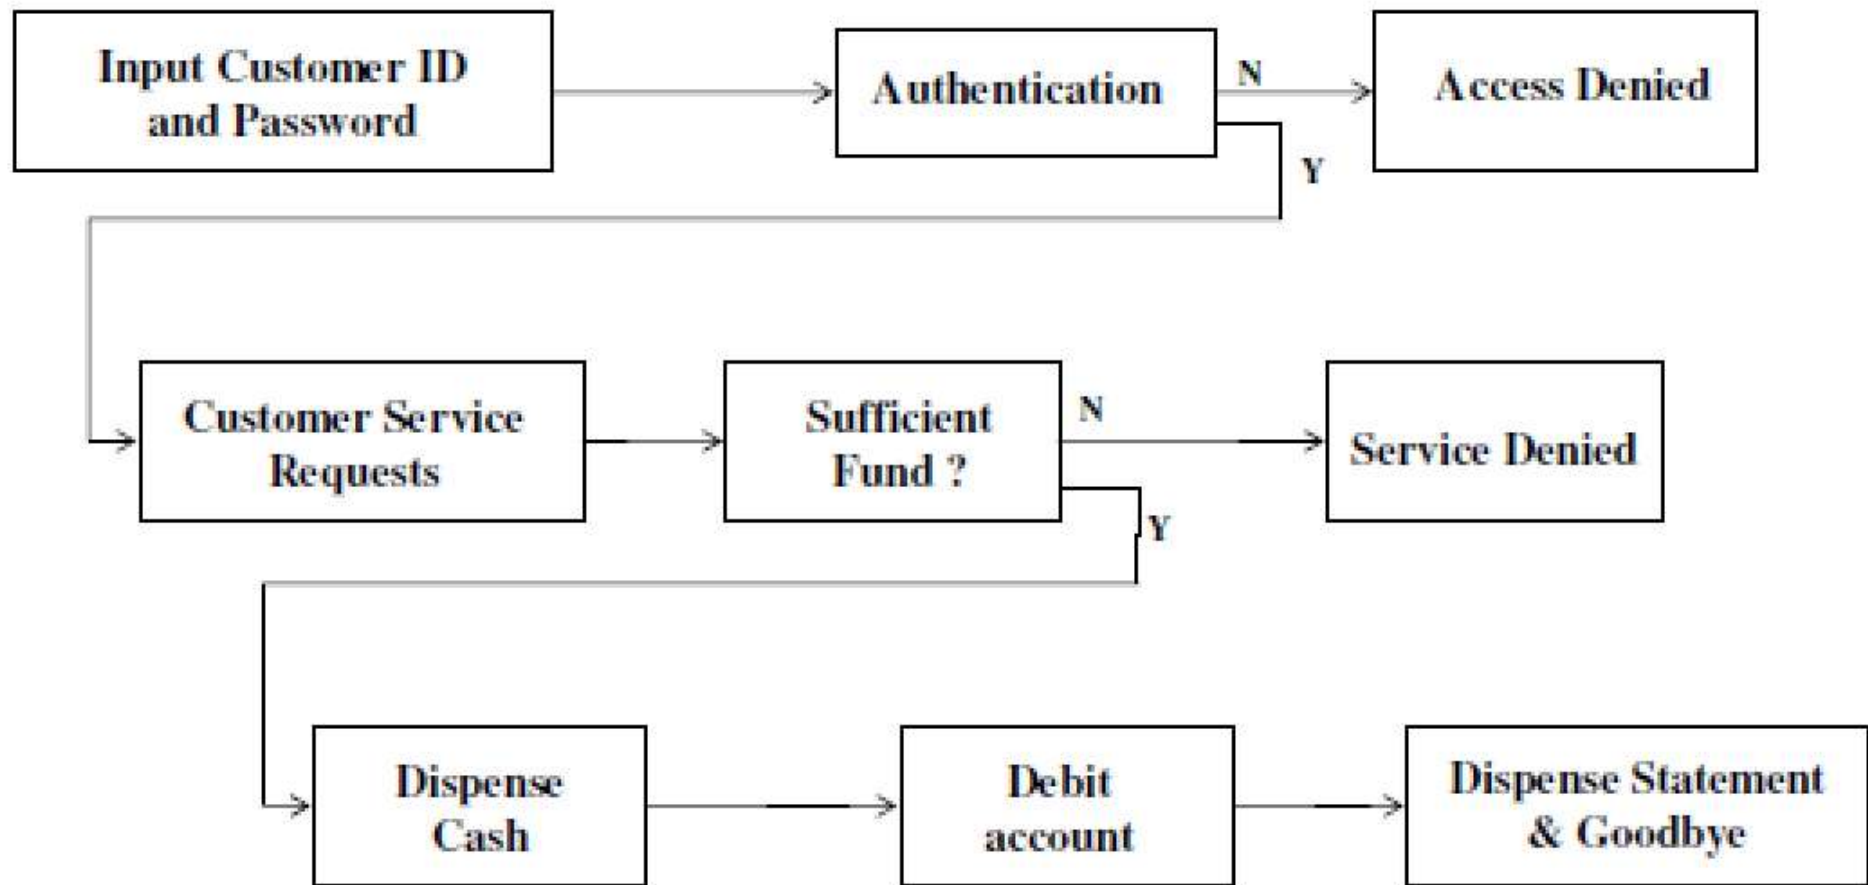 Input Customer ID
and Password
Authentication
N
Access Denied
Y
Customer Service
Requests
Sufficient
Fund ?
N
Service Denied
Y
Dispense
Cash
Debit
account
Dispense Statement
& Goodbye